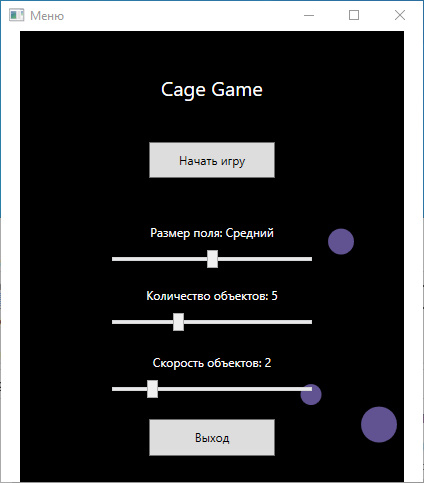 Меню
Cage Game
Начать игру
Размер поля: Средний
Количество объектов: 5
Скорость объектов: 2
Выход